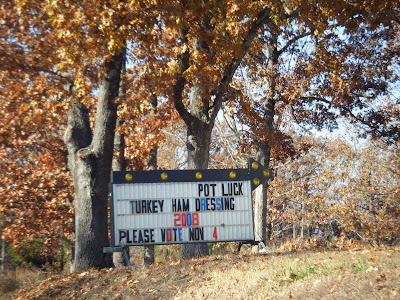 POT LUCK
TURKEY HAM DRESSING
2008
PLEASE VOTE NOV 4